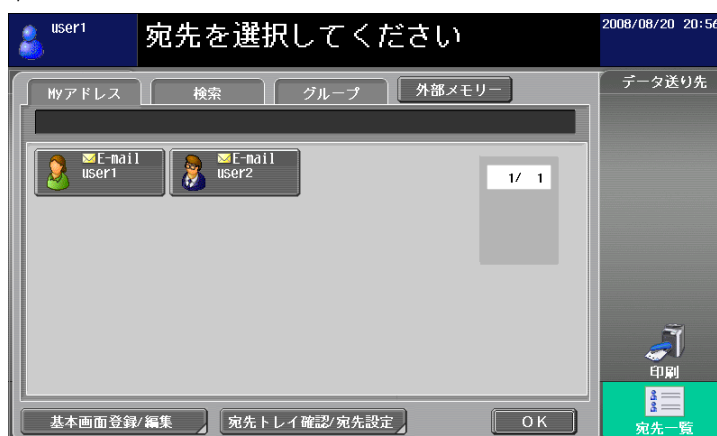 user1
宛先を選択してください
2008/08/20 20:56
Myアドレス
検索
グループ
外部メモリー
データ送り先
E-mail
user1
E-mail
user2
1/ 1
印刷
基本画面登録/編集
宛先トレイ確認/宛先設定
OK
宛先一覧